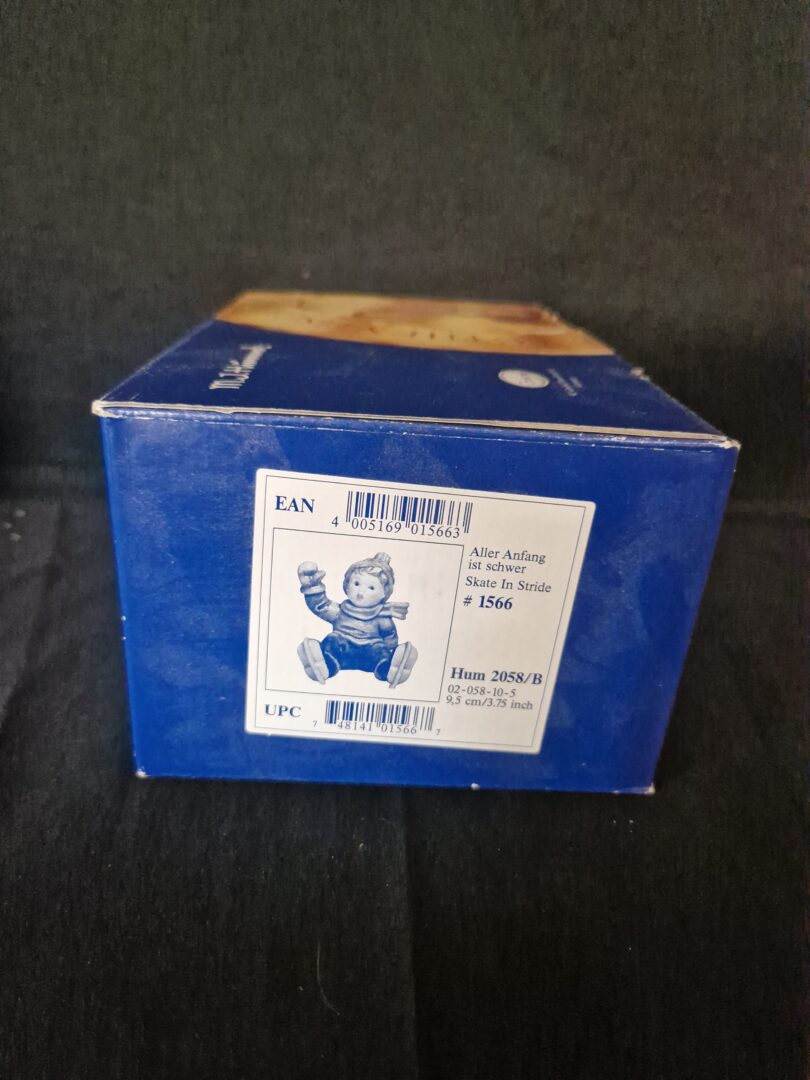 M.I.Hummel
EAN
4 005169 015663
Aller Anfang
ist schwer
Skate In Stride
# 1566
Hum 2058/B
02-058-10-5
9,5 cm/3.75 inch
UPC
7 48141 01566 7